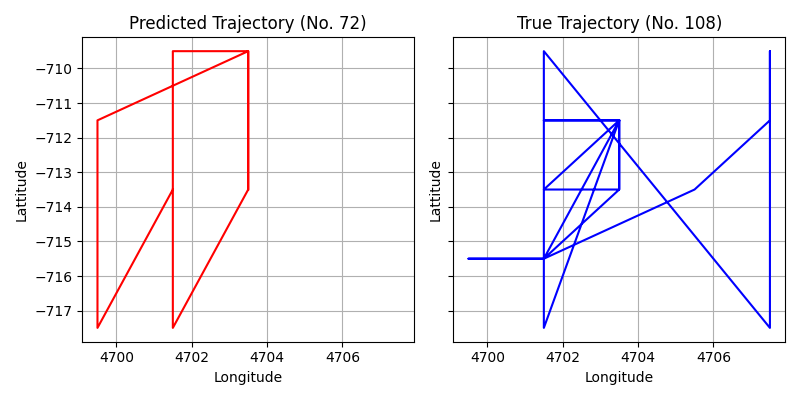 Predicted Trajectory (No. 72)
True Trajectory (No. 108)
−710
−711
−712
−713
−714
−715
−716
−717
Lattitude
Lattitude
4700 4702 4704 4706
4700 4702 4704 4706
Longitude
Longitude